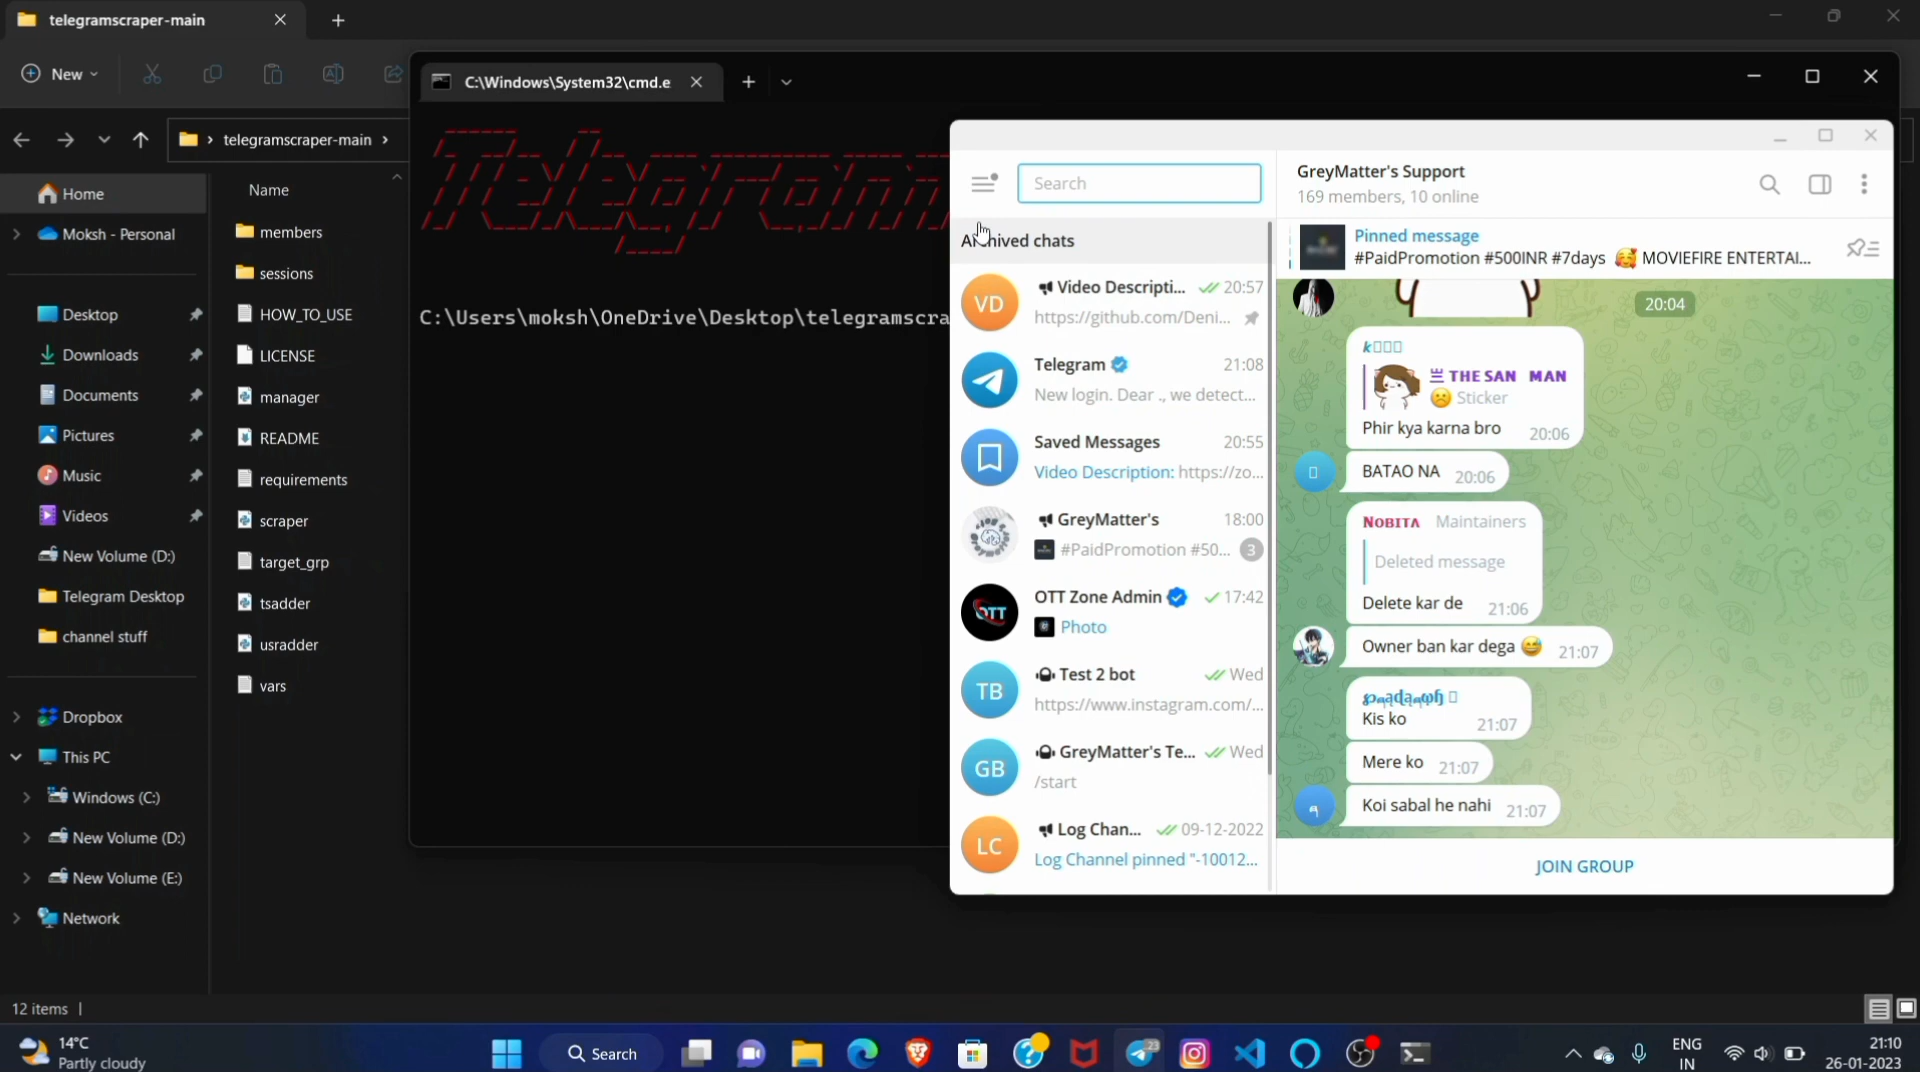 telegramscraper-main
New
telegramscraper-main
Home
Moksh - Personal
Desktop
Downloads
Documents
Pictures
Music
Videos
New Volume (D:)
Telegram Desktop
channel stuff
Dropbox
This PC
Windows (C:)
New Volume (D:)
New Volume (E:)
Network
Name
members
sessions
HOW_TO_USE
LICENSE
manager
README
requirements
scraper
target_grp
tsadder
usradder
vars
12 items
C:\Windows\System32\cmd.e
Telegram
C:\Users\moksh\OneDrive\Desktop\telegramscra
Search
Archived chats
Video Descripti... 20:57
https://github.com/Deni...
Telegram 21:08
New login. Dear ., we detect...
Saved Messages 20:55
Video Description: https://zo...
GreyMatter's 18:00
#PaidPromotion #50... 3
OTT Zone Admin 17:42
OTT
Photo
TB
Test 2 bot Wed
https://www.instagram.com/...
GB
GreyMatter's Te... Wed
/start
LC
Log Chan... 09-12-2022
Log Channel pinned "-10012...
VD
GreyMatter's Support
169 members, 10 online
Pinned message
#PaidPromotion #500INR #7days 🥰 MOVIEFIRE ENTERTAI...
20:04
THE SAN MAN
☹️ Sticker
Phir kya karna bro 20:06
BATAO NA 20:06
NOBITA Maintainers
Deleted message
Delete kar de 21:06
Owner ban kar dega 😅 21:07
Kis ko 21:07
Mere ko 21:07
Koi sabal he nahi 21:07
JOIN GROUP
14°C
Partly cloudy
Search
23
ENG
IN
21:10
26-01-2023